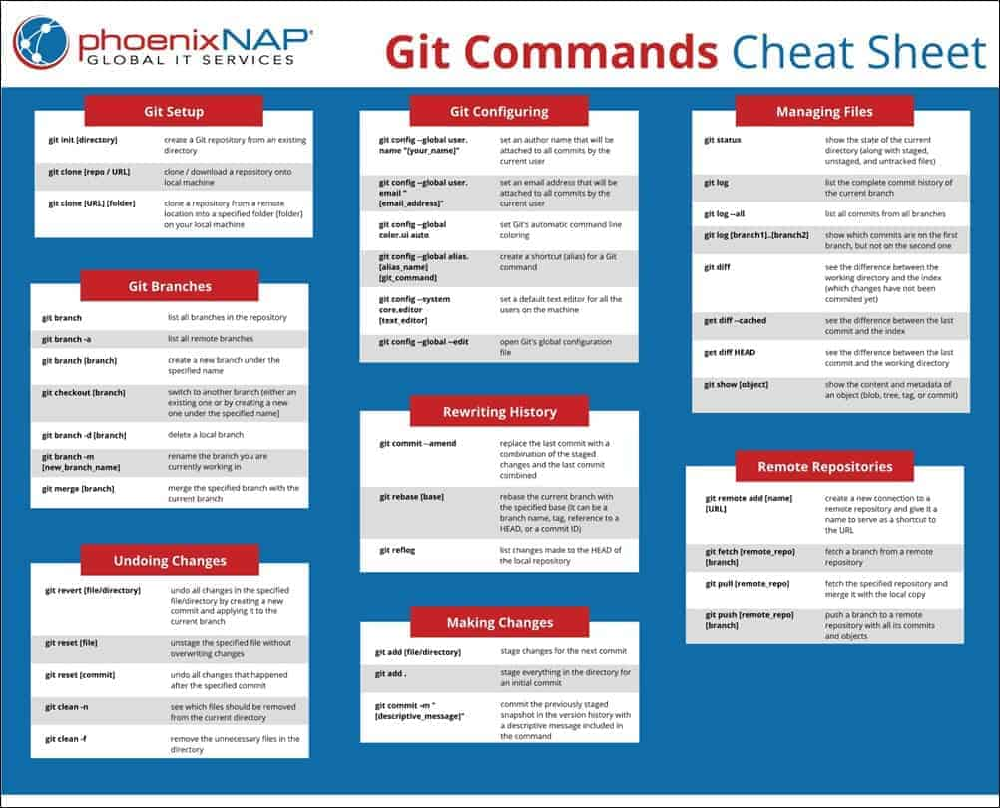 phoenixNAP®
GLOBAL IT SERVICES
Git Commands Cheat Sheet
Git Setup
git init [directory]
create a Git repository from an existing
directory
git clone [repo / URL]
clone / download a repository onto
local machine
git clone [URL] [folder]
clone a repository from a remote
location into a specified folder [folder]
on your local machine
Git Branches
git branch
list all branches in the repository
git branch -a
list all remote branches
git branch [branch]
create a new branch under the
specified name
git checkout [branch]
switch to another branch (either an
existing one or by creating a new
one under the specified name]
git branch -d [branch]
delete a local branch
git branch -m
[new_branch_name]
rename the branch you are
currently working in
git merge [branch]
merge the specified branch with the
current branch
Undoing Changes
git revert [file/directory]
undo all changes in the specified
file/directory by creating a new
commit and applying it to the
current branch
git reset [file]
unstage the specified file without
overwriting changes
git reset [commit]
undo all changes that happened
after the specified commit
git clean -n
see which files should be removed
from the current directory
git clean -f
remove the unnecessary files in the
directory
Git Configuring
git config --global user.
name "[your_name]"
set an author name that will be
attached to all commits by the
current user
git config --global user.
email "
[email_address]"
set an email address that will be
attached to all commits by the
current user
git config --global
color.ui auto
set Git's automatic command line
coloring
git config --global alias.
[alias_name]
[git_command]
create a shortcut (alias) for a Git
command
git config --system
core.editor
[text_editor]
set a default text editor for all the
users on the machine
git config --global --edit
open Git's global configuration
file
Rewriting History
git commit --amend
replace the last commit with a
combination of the staged
changes and the last commit
combined
git rebase [base]
rebase the current branch with
the specified base (it can be a
branch name, tag, reference to a
HEAD, or a commit ID)
git reflog
list changes made to the HEAD of
the local repository
Making Changes
git add [file/directory]
stage changes for the next commit
git add .
stage everything in the directory for
an initial commit
git commit -m "
[descriptive_message]"
commit the previously staged
snapshot in the version history with
a descriptive message included in
the command
Managing Files
git status
show the state of the current
directory (along with staged,
unstaged, and untracked files)
git log
list the complete commit history of
the current branch
git log --all
list all commits from all branches
git log [branch1]..[branch2]
show which commits are on the first
branch, but not on the second one
git diff
see the difference between the
working directory and the index
(which changes have not been
commited yet)
get diff --cached
see the difference between the last
commit and the index
get diff HEAD
see the difference between the last
commit and the working directory
git show [object]
show the content and metadata of
an object (blob, tree, tag, or commit)
Remote Repositories
git remote add [name]
[URL]
create a new connection to a
remote repository and give it a
name to serve as a shortcut to
the URL
git fetch [remote_repo]
[branch]
fetch a branch from a remote
repository
git pull [remote_repo]
fetch the specified repository and
merge it with the local copy
git push [remote_repo]
[branch]
push a branch to a remote
repository with all its commits
and objects